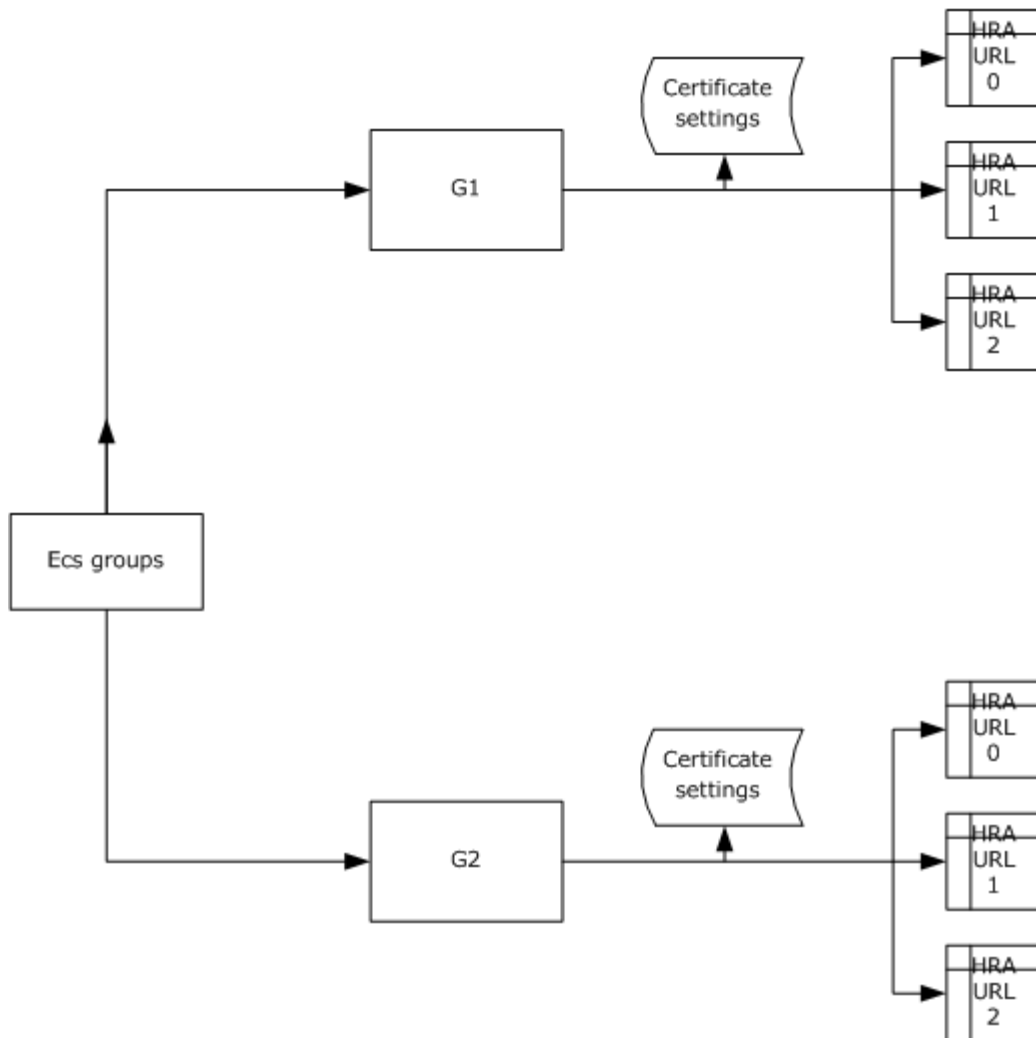 HRA
URL
0
Certificate
settings
HRA
URL
1
G1
HRA
URL
2
Ecs groups
HRA
URL
0
Certificate
settings
HRA
URL
1
G2
HRA
URL
2